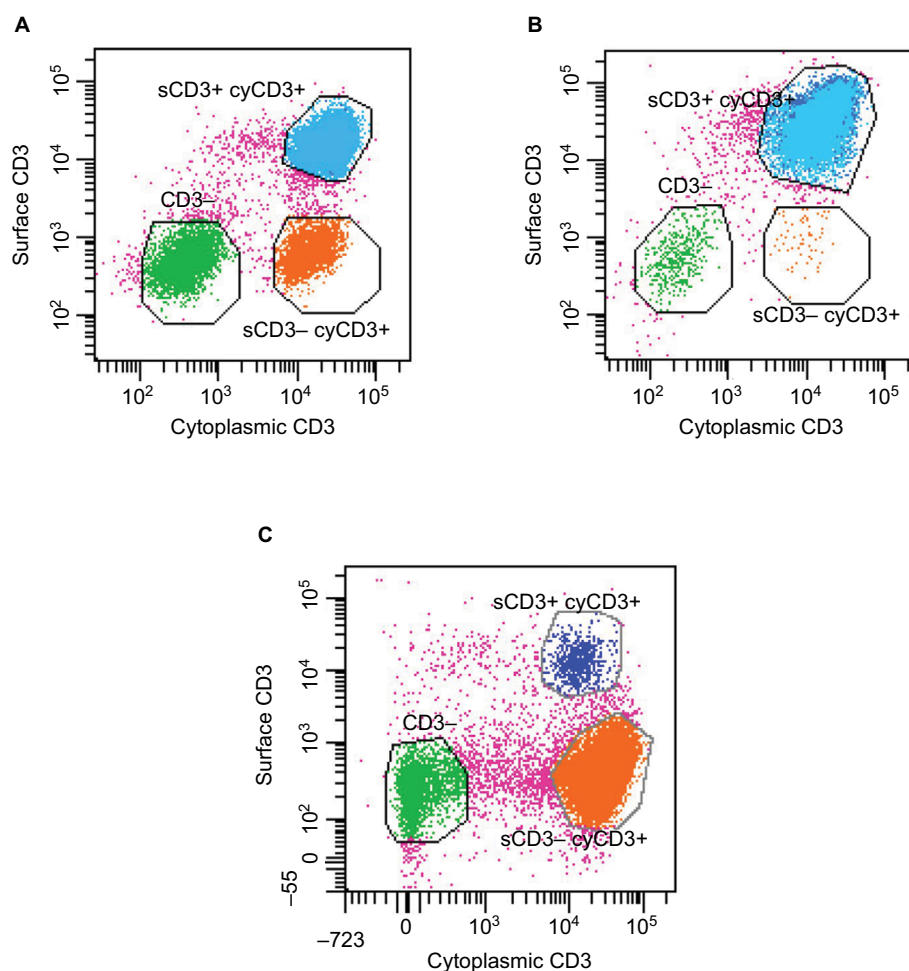 A
sCD3+ cyCD3+
CD3–
sCD3– cyCD3+
10⁵
10⁴
10³
10²
Surface CD3
10² 10³ 10⁴ 10⁵
Cytoplasmic CD3
B
sCD3+ cyCD3+
CD3–
sCD3– cyCD3+
10⁵
10⁴
10³
10²
Surface CD3
10² 10³ 10⁴ 10⁵
Cytoplasmic CD3
C
sCD3+ cyCD3+
CD3–
sCD3– cyCD3+
10⁵
10⁴
10³
10²
0
–55
Surface CD3
–723 0 10³ 10⁴ 10⁵
Cytoplasmic CD3